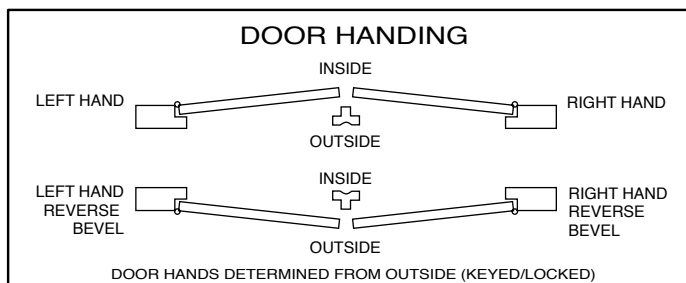 DOOR HANDING
INSIDE
LEFT HAND
RIGHT HAND
OUTSIDE
LEFT HAND
REVERSE
BEVEL
INSIDE
RIGHT HAND
REVERSE
BEVEL
OUTSIDE
DOOR HANDS DETERMINED FROM OUTSIDE (KEYED/LOCKED)